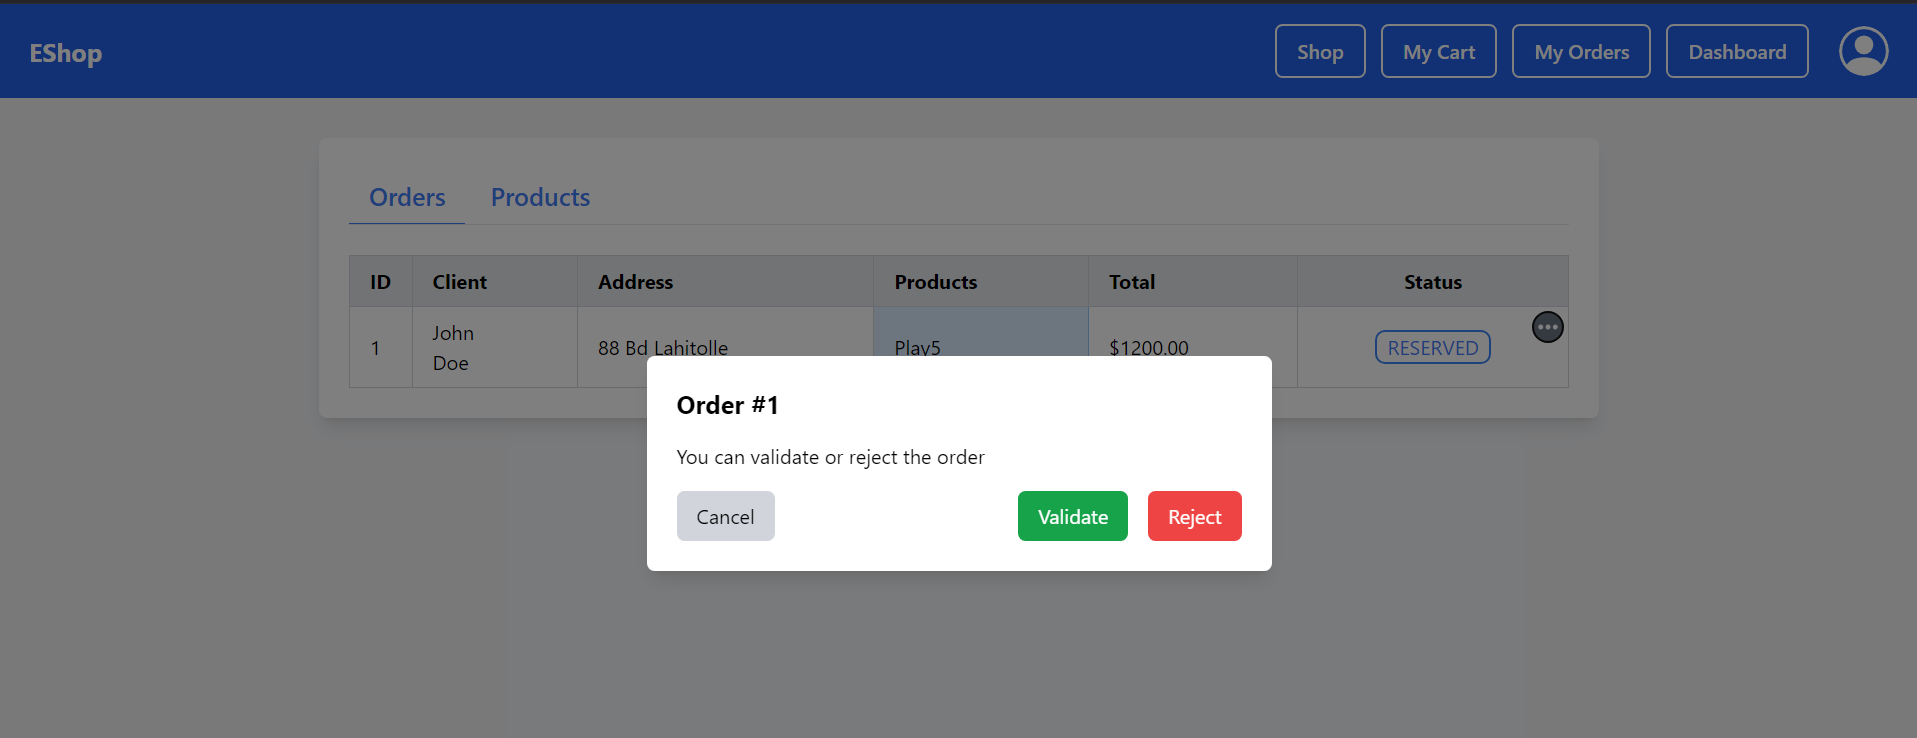 EShop
Shop
My Cart
My Orders
Dashboard
Orders
Products
ID
Client
Address
Products
Total
Status
1
John
Doe
88 Bd Lahitolle
Play5
$1200.00
RESERVED
Order #1
You can validate or reject the order
Cancel
Validate
Reject